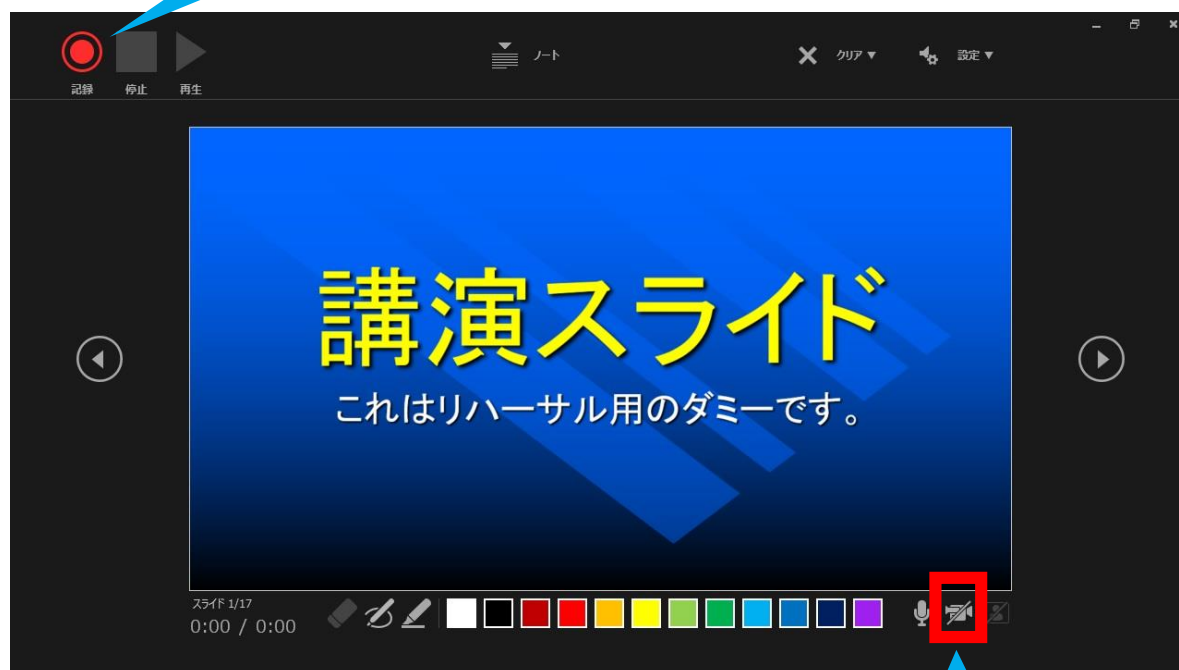 記録
停止
再生
ノート
クリア▼
設定▼
講演スライド
これはリハーサル用のダミーです。
スライド 1/17
0:00 / 0:00